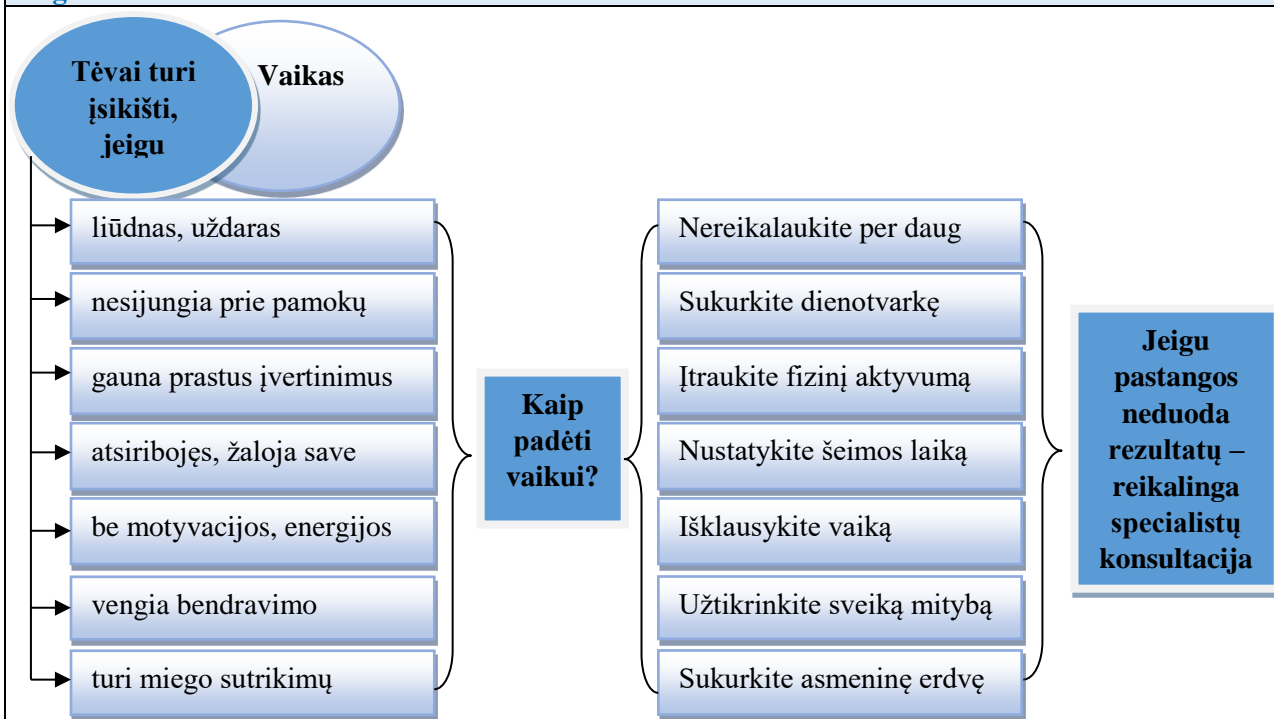 Tėvai turi
įsikišti,
jeigu
Vaikas
liūdnas, uždaras
nesijungia prie pamokų
gauna prastus įvertinimus
atsiribojęs, žaloja save
be motyvacijos, energijos
vengia bendravimo
turi miego sutrikimų
Kaip
padėti
vaikui?
Nereikalaukite per daug
Sukurkite dienotvarkę
Įtraukite fizinį aktyvumą
Nustatykite šeimos laiką
Išklausykite vaiką
Užtikrinkite sveiką mitybą
Sukurkite asmeninę erdvę
Jeigu
pastangos
neduoda
rezultatų –
reikalinga
specialistų
konsultacija